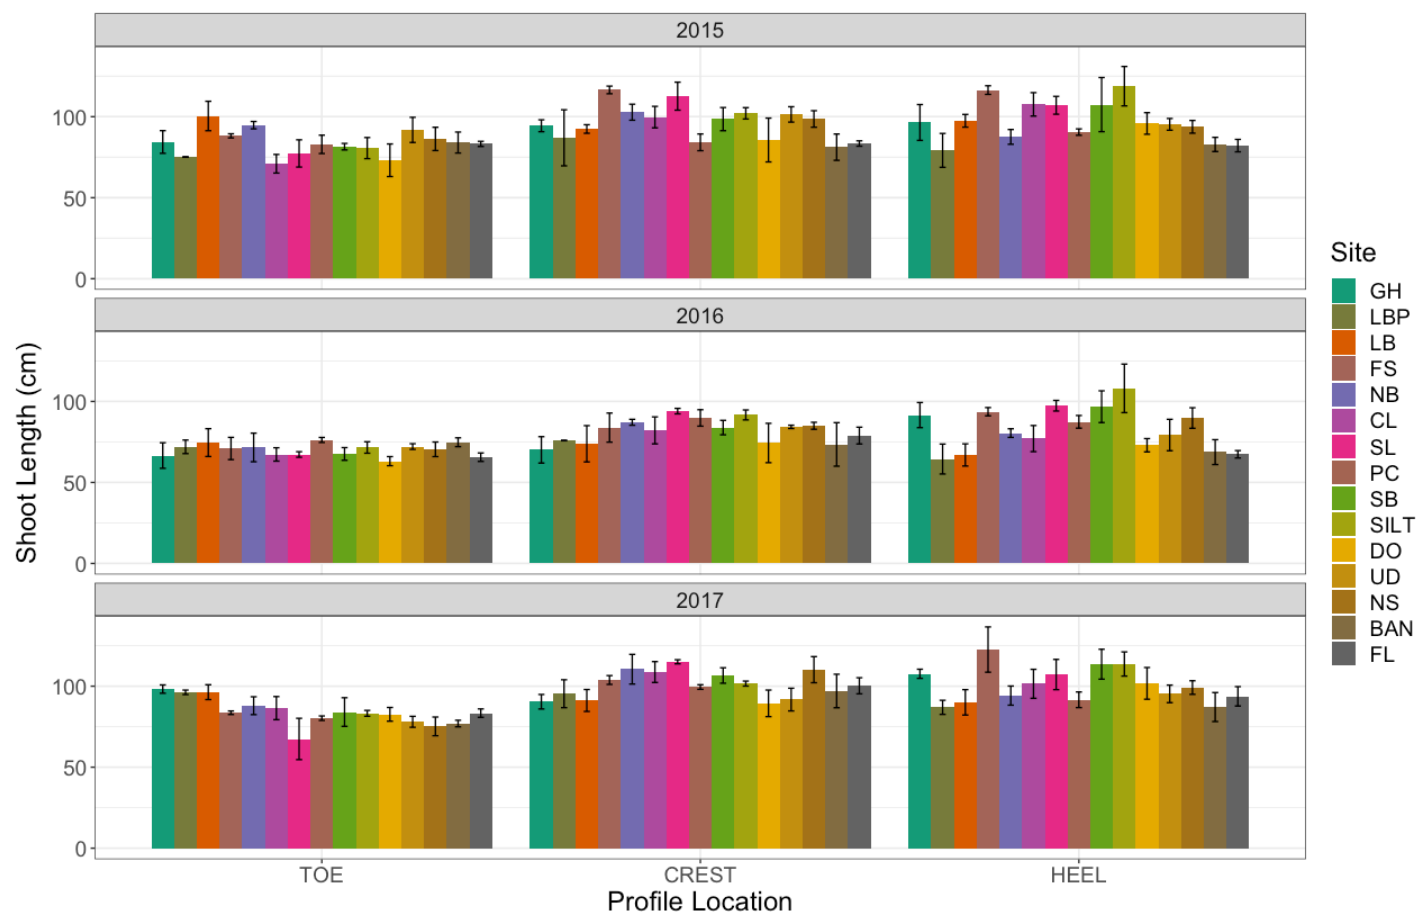 2015
100
50
0
2016
100
50
0
2017
100
50
0
Shoot Length (cm)
TOE
CREST
HEEL
Profile Location
Site
GH
LBP
LB
FS
NB
CL
SL
PC
SB
SILT
DO
UD
NS
BAN
FL